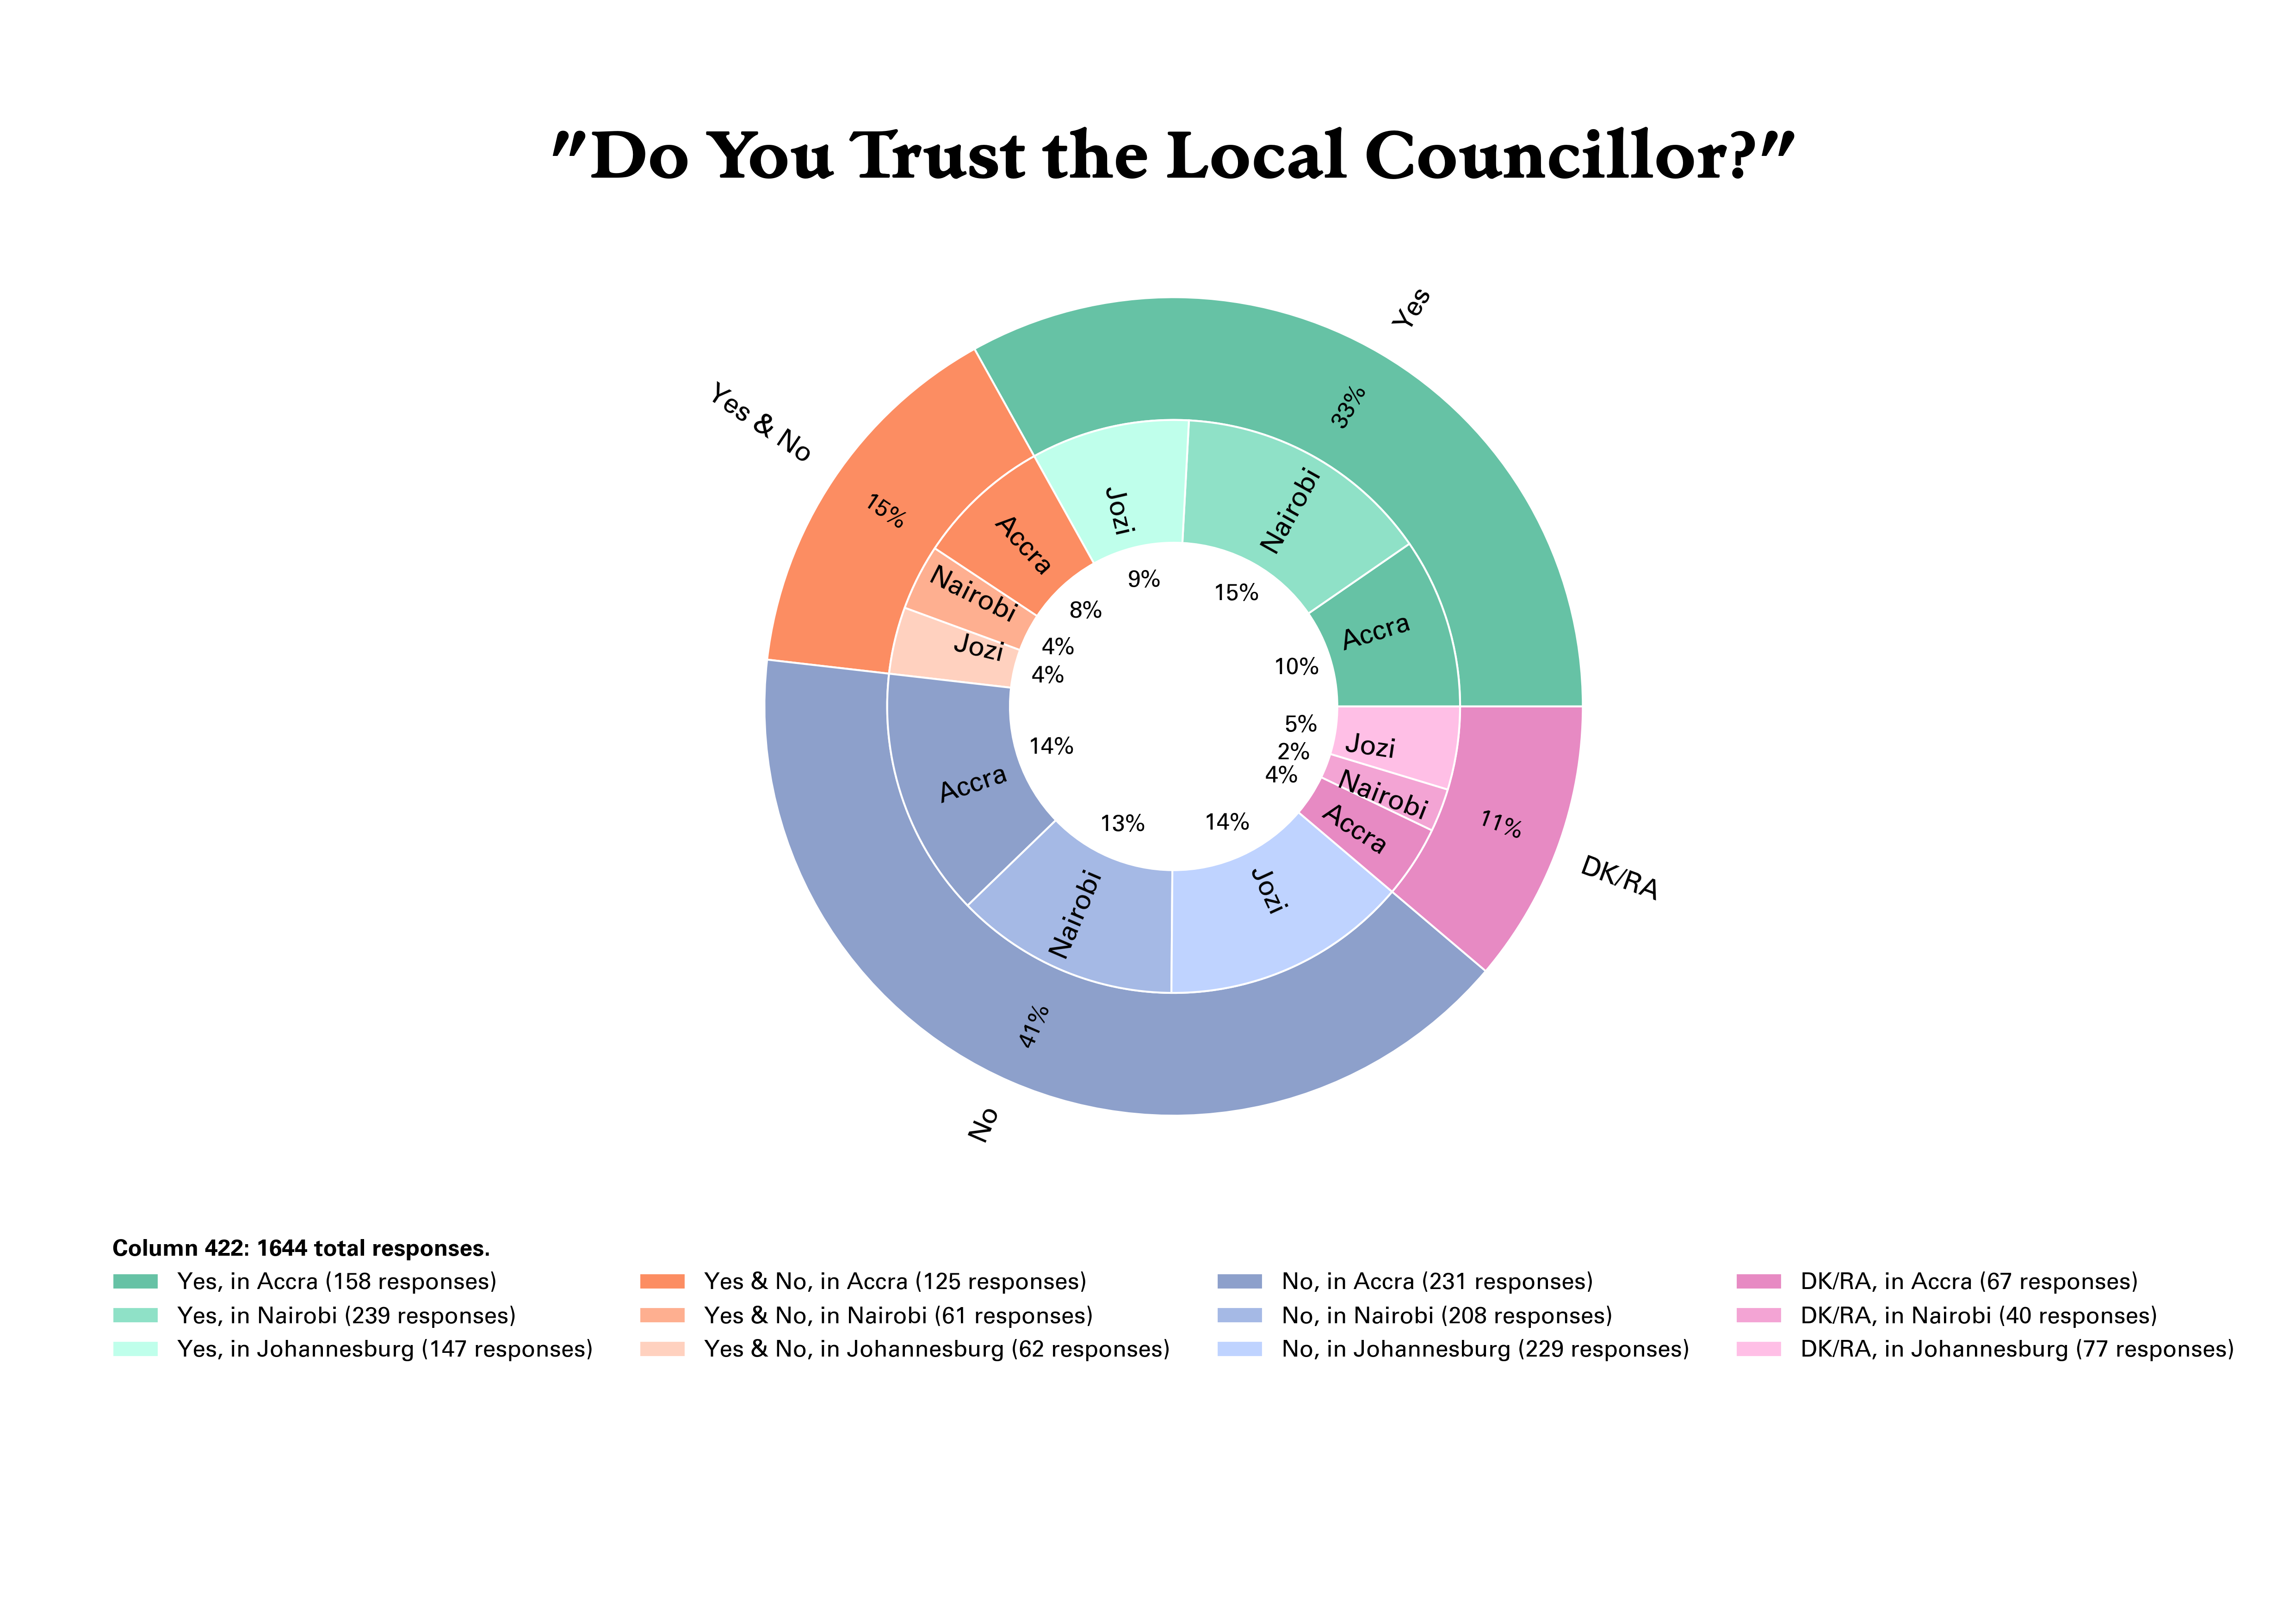 "Do You Trust the Local Councillor?"
Yes
33%
Yes & No
15%
Jozi
Nairobi
Accra
Accra
Nairobi
Jozi
9%
15%
8%
4%
4%
10%
14%
5%
2%
4%
13%
14%
Jozi
Nairobi
Accra
11%
DK/RA
Accra
Nairobi
Jozi
41%
No
Column 422: 1644 total responses.
Yes, in Accra (158 responses)
Yes, in Nairobi (239 responses)
Yes, in Johannesburg (147 responses)
Yes & No, in Accra (125 responses)
Yes & No, in Nairobi (61 responses)
Yes & No, in Johannesburg (62 responses)
No, in Accra (231 responses)
No, in Nairobi (208 responses)
No, in Johannesburg (229 responses)
DK/RA, in Accra (67 responses)
DK/RA, in Nairobi (40 responses)
DK/RA, in Johannesburg (77 responses)